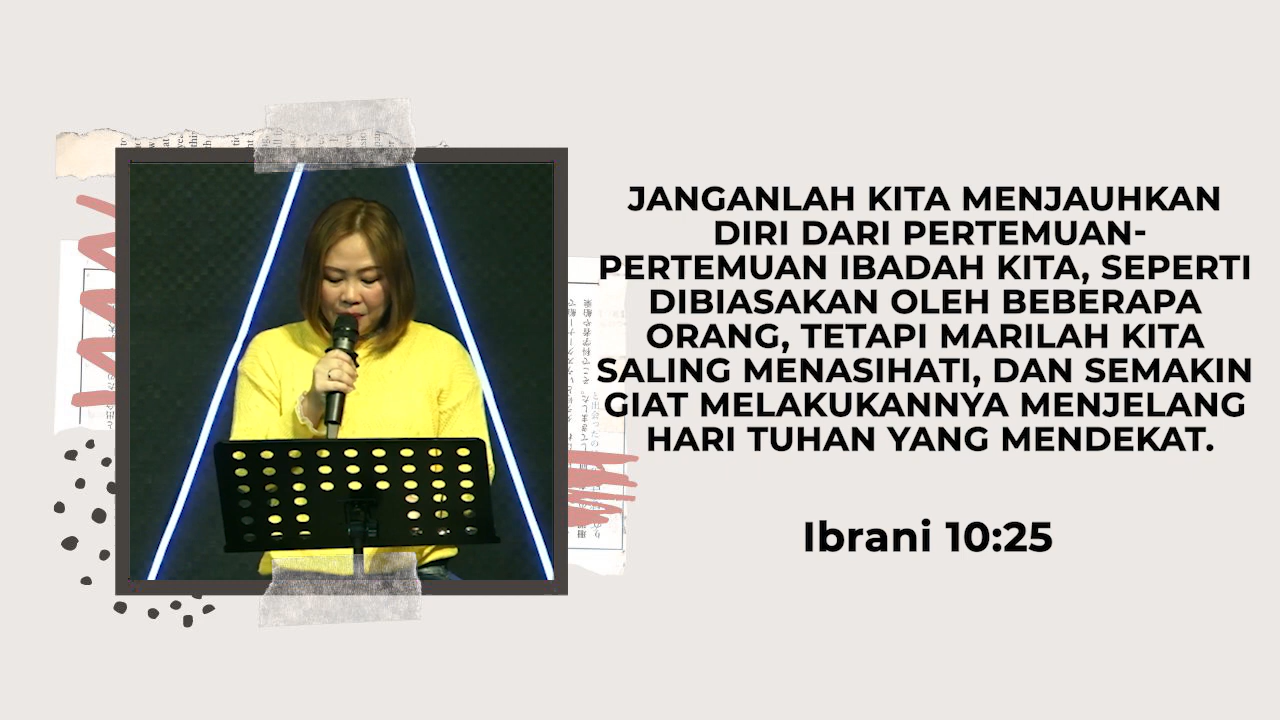 JANGANLAH KITA MENJAUHKAN
DIRI DARI PERTEMUAN-
PERTEMUAN IBADAH KITA, SEPERTI
DIBIASAKAN OLEH BEBERAPA
ORANG, TETAPI MARILAH KITA
SALING MENASIHATI, DAN SEMAKIN
GIAT MELAKUKANNYA MENJELANG
HARI TUHAN YANG MENDEKAT.
Ibrani 10:25